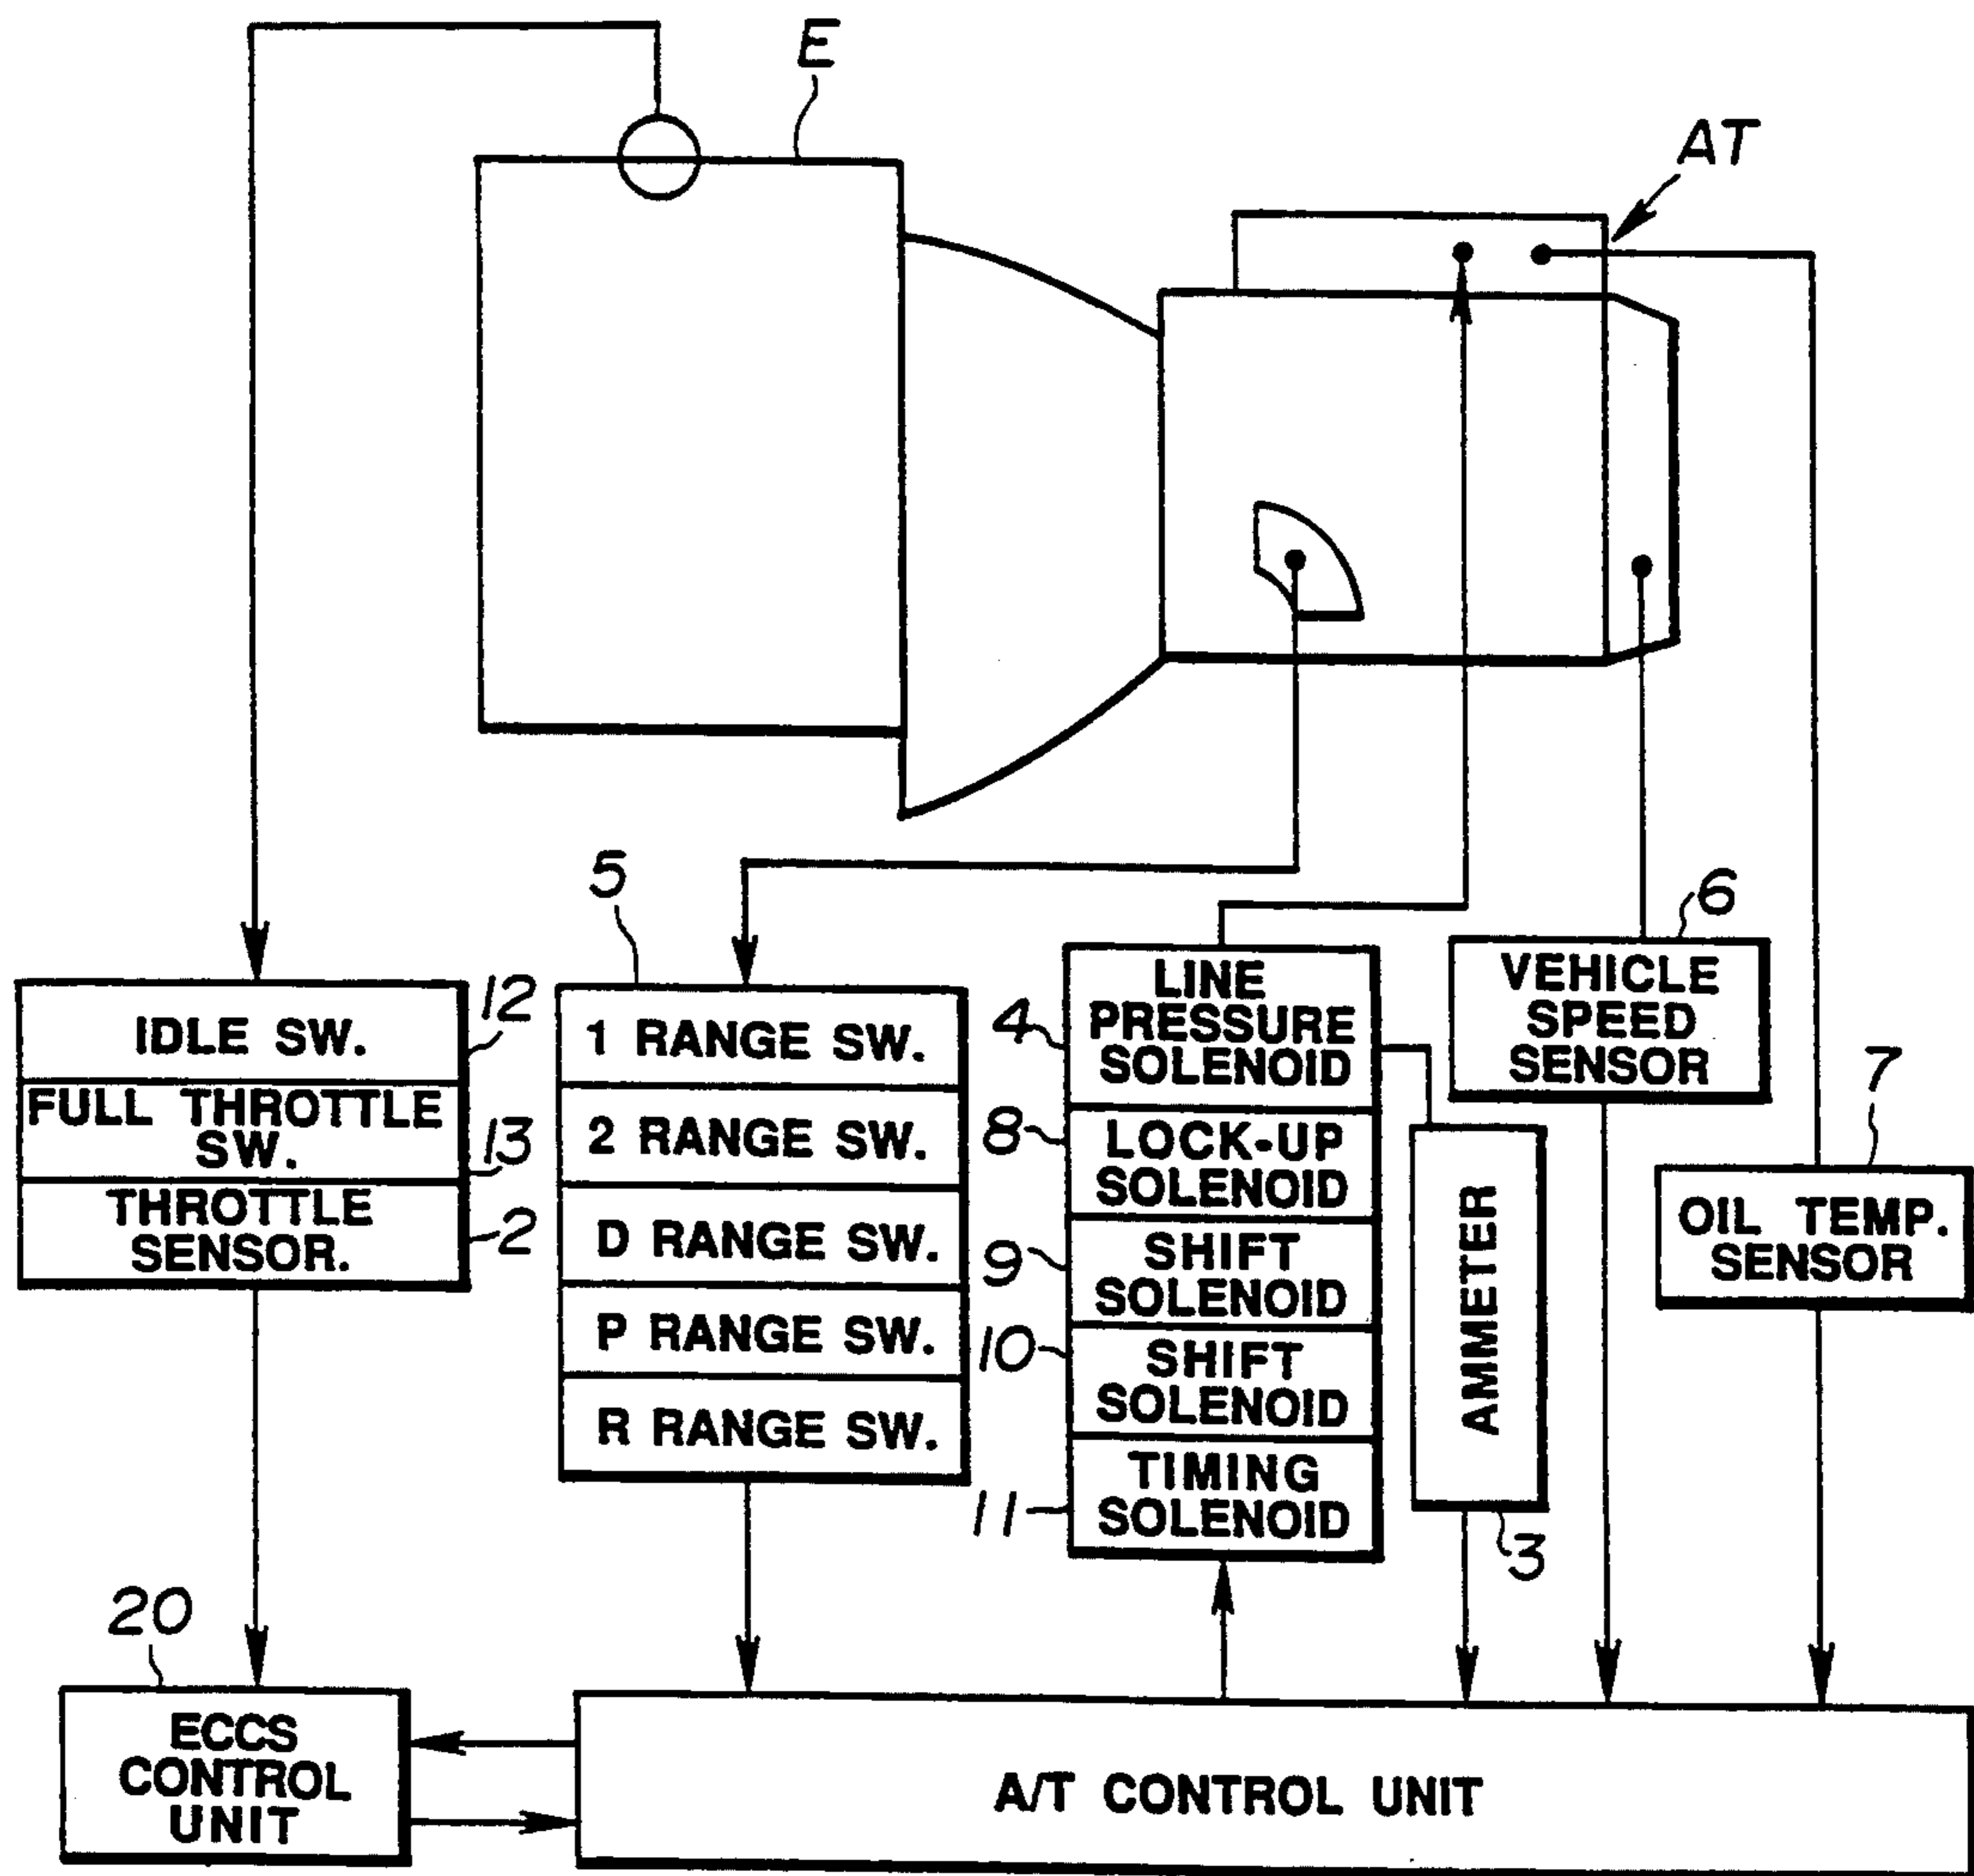 E
AT
5
6
IDLE SW.
12
FULL THROTTLE
SW.
13
THROTTLE
SENSOR.
2
1 RANGE SW.
2 RANGE SW.
D RANGE SW.
P RANGE SW.
R RANGE SW.
4
LINE
PRESSURE
SOLENOID
8
LOCK-UP
SOLENOID
9
SHIFT
SOLENOID
10
SHIFT
SOLENOID
11
TIMING
SOLENOID
VEHICLE
SPEED
SENSOR
7
AMMETER
3
OIL TEMP.
SENSOR
20
ECCS
CONTROL
UNIT
A/T CONTROL UNIT